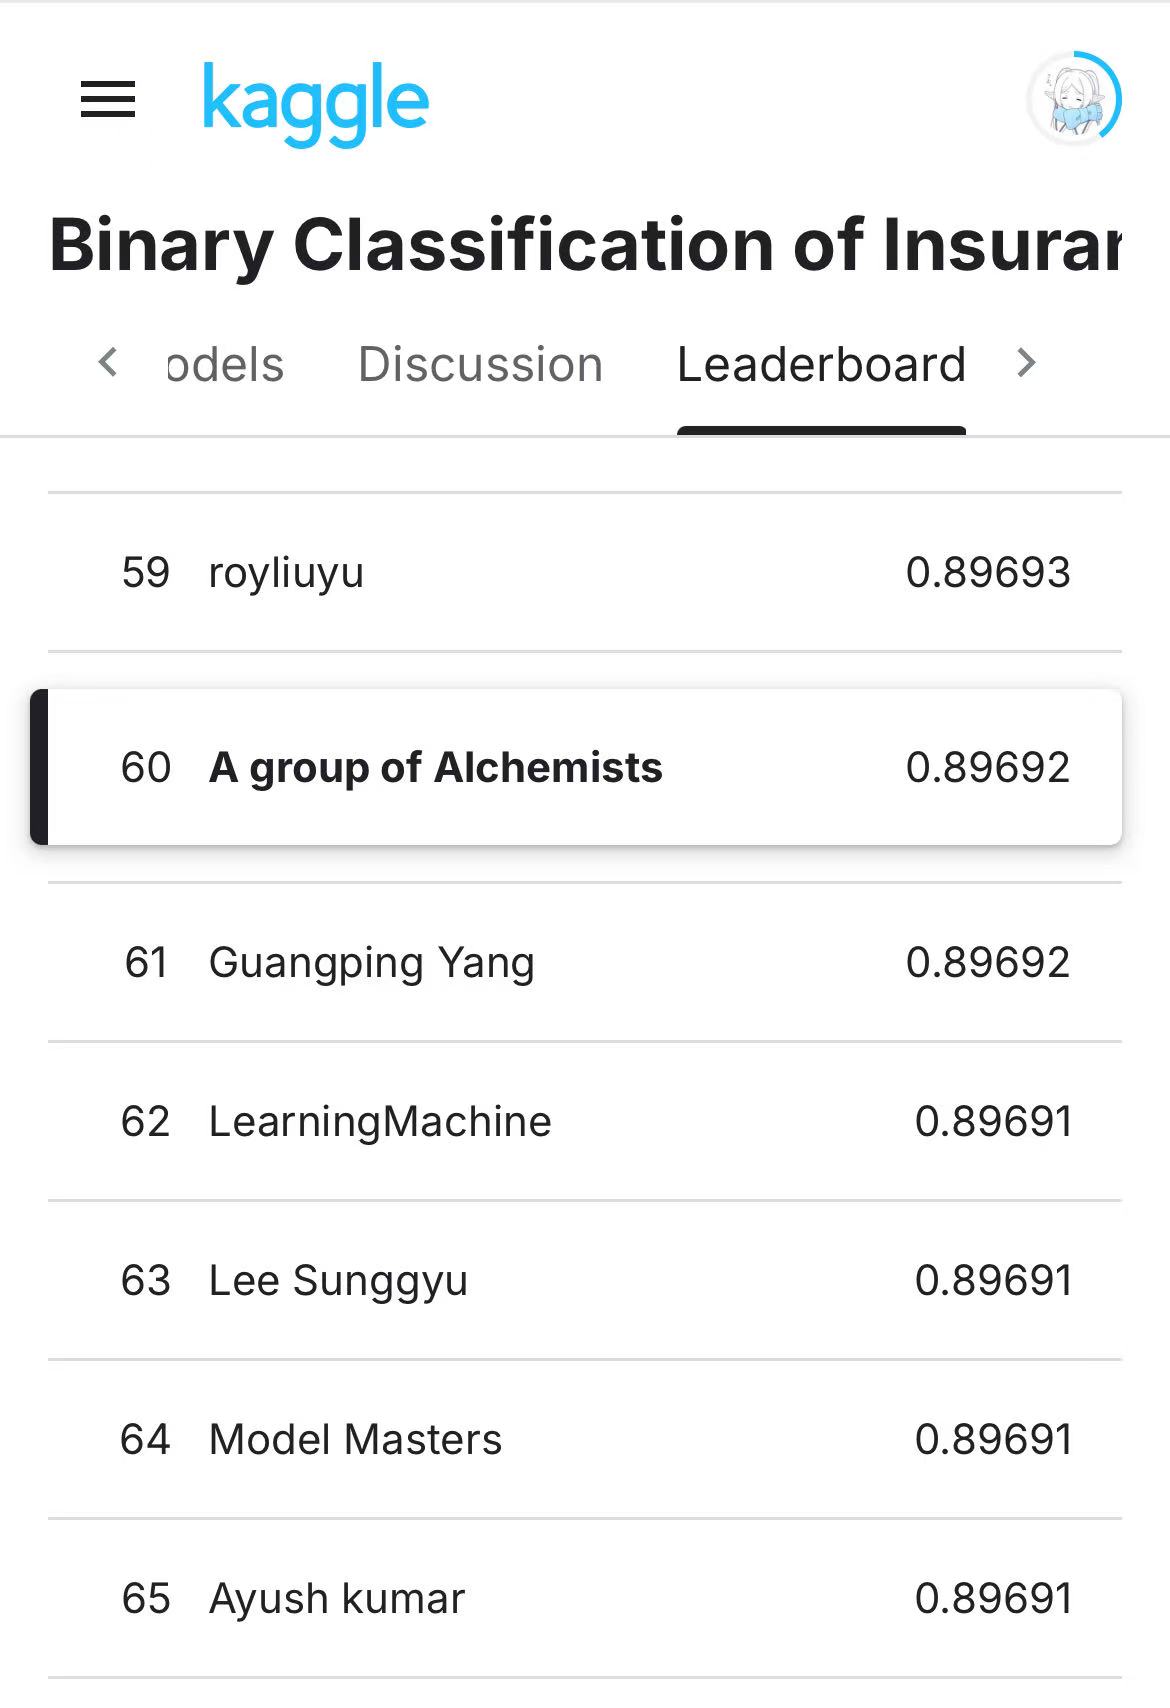 kaggle
Binary Classification of Insurar
odels Discussion Leaderboard
59 royliuyu 0.89693
60 A group of Alchemists 0.89692
61 Guangping Yang 0.89692
62 LearningMachine 0.89691
63 Lee Sunggyu 0.89691
64 Model Masters 0.89691
65 Ayush kumar 0.89691